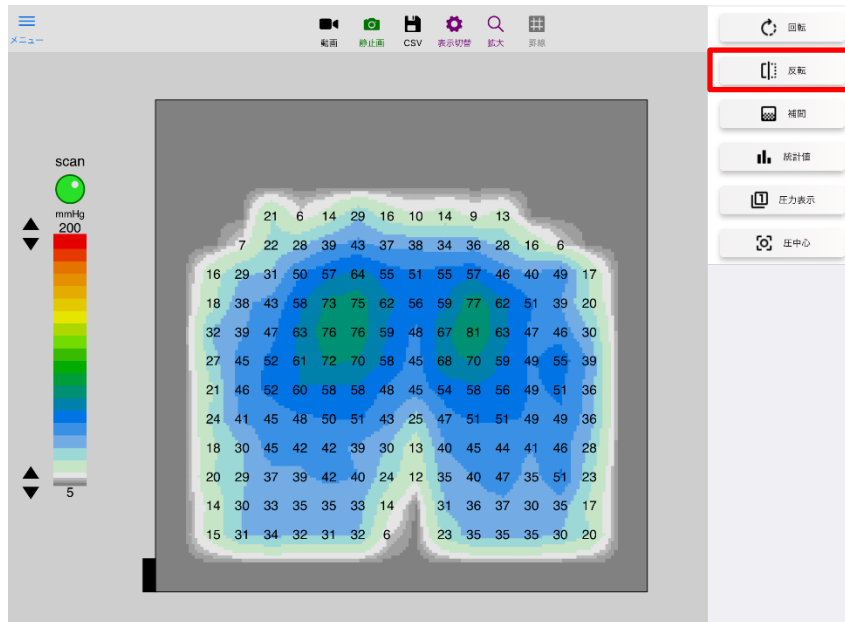 メニュー
動画 静止画 CSV 表示切替 拡大 罫線
回転
反転
補間
統計値
圧力表示
圧中心
scan
mmHg
200
5
21 6 14 29 16 10 14 9 13
7 22 28 39 43 37 38 34 36 28 16 6
16 29 31 50 57 64 55 51 55 57 46 40 49 17
18 38 43 58 73 75 62 56 59 77 62 51 39 20
32 39 47 63 76 76 59 48 67 81 63 47 46 30
27 45 52 61 72 70 58 45 68 70 59 49 55 39
21 46 52 60 58 58 48 45 54 58 56 49 51 36
24 41 45 48 50 51 43 25 47 51 51 49 49 36
18 30 45 42 42 39 30 13 40 45 44 41 46 28
20 29 37 39 42 40 24 12 35 40 47 35 51 23
14 30 33 35 35 33 14 31 36 37 30 35 17
15 31 34 32 31 32 6 23 35 35 35 30 20